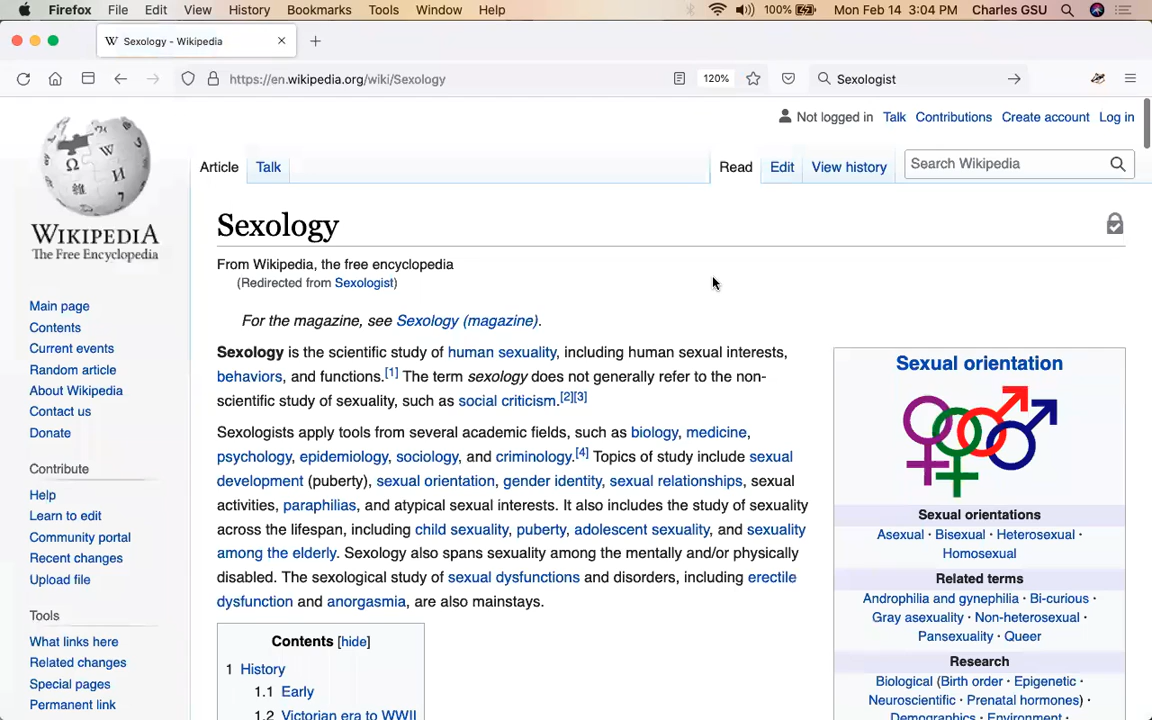 Firefox File Edit View History Bookmarks Tools Window Help 100% Mon Feb 14 3:04 PM Charles GSU
W Sexology - Wikipedia
https://en.wikipedia.org/wiki/Sexology 120% Sexologist
Not logged in Talk Contributions Create account Log in
WIKIPEDIA
The Free Encyclopedia
Main page
Contents
Current events
Random article
About Wikipedia
Contact us
Donate
Contribute
Help
Learn to edit
Community portal
Recent changes
Upload file
Tools
What links here
Related changes
Special pages
Permanent link
Article Talk Read Edit View history Search Wikipedia
Sexology
From Wikipedia, the free encyclopedia
(Redirected from Sexologist)
For the magazine, see Sexology (magazine).
Sexology is the scientific study of human sexuality, including human sexual interests,
behaviors, and functions.[1] The term sexology does not generally refer to the non-
scientific study of sexuality, such as social criticism.[2][3]
Sexologists apply tools from several academic fields, such as biology, medicine,
psychology, epidemiology, sociology, and criminology.[4] Topics of study include sexual
development (puberty), sexual orientation, gender identity, sexual relationships, sexual
activities, paraphilias, and atypical sexual interests. It also includes the study of sexuality
across the lifespan, including child sexuality, puberty, adolescent sexuality, and sexuality
among the elderly. Sexology also spans sexuality among the mentally and/or physically
disabled. The sexological study of sexual dysfunctions and disorders, including erectile
dysfunction and anorgasmia, are also mainstays.
Contents [hide]
1 History
1.1 Early
1.2 Victorian era to WWII
Sexual orientation
Sexual orientations
Asexual · Bisexual · Heterosexual ·
Homosexual
Related terms
Androphilia and gynephilia · Bi-curious ·
Gray asexuality · Non-heterosexual ·
Pansexuality · Queer
Research
Biological (Birth order · Epigenetic ·
Neuroscientific · Prenatal hormones) ·
Demographics · Environment ·